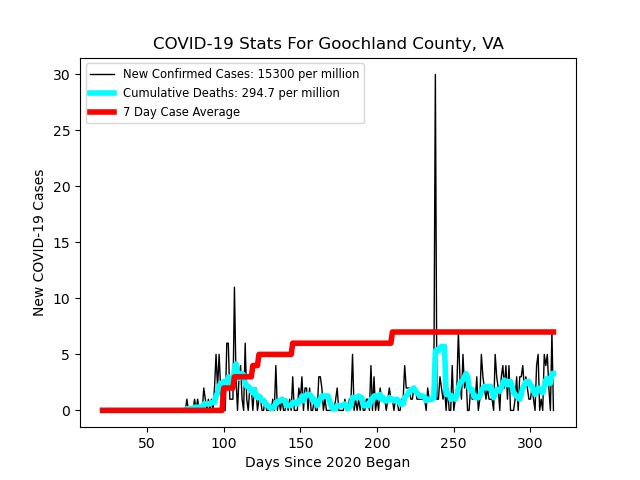 COVID-19 Stats For Goochland County, VA
New Confirmed Cases: 15300 per million
Cumulative Deaths: 294.7 per million
7 Day Case Average
New COVID-19 Cases
30
25
20
15
10
5
0
50 100 150 200 250 300
Days Since 2020 Began